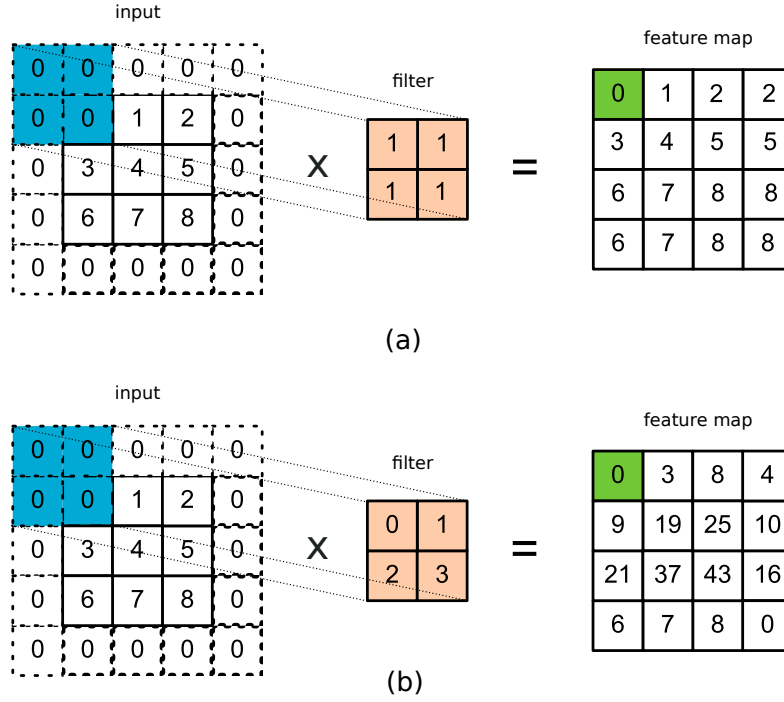 input
feature map
filter
0 0 0 0 0
0 0 1 2 0
0 3 4 5 0
0 6 7 8 0
0 0 0 0 0
x
1 1
1 1
=
0 1 2 2
3 4 5 5
6 7 8 8
6 7 8 8
(a)
input
feature map
filter
0 0 0 0 0
0 0 1 2 0
0 3 4 5 0
0 6 7 8 0
0 0 0 0 0
x
0 1
2 3
=
0 3 8 4
9 19 25 10
21 37 43 16
6 7 8 0
(b)